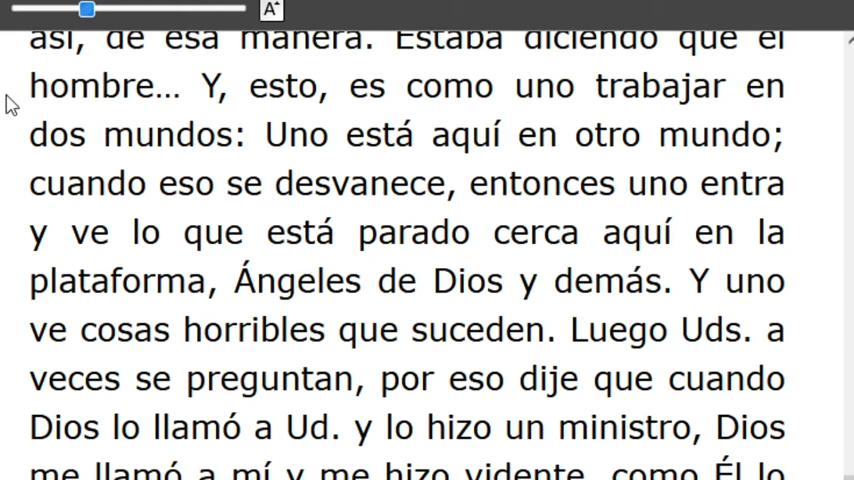 A
así, de esa manera. Estaba diciendo que el
hombre... Y, esto, es como uno trabajar en
dos mundos: Uno está aquí en otro mundo;
cuando eso se desvanece, entonces uno entra
y ve lo que está parado cerca aquí en la
plataforma, Ángeles de Dios y demás. Y uno
ve cosas horribles que suceden. Luego Uds. a
veces se preguntan, por eso dije que cuando
Dios lo llamó a Ud. y lo hizo un ministro, Dios
me llamó a mí y me hizo vidente, como Él lo